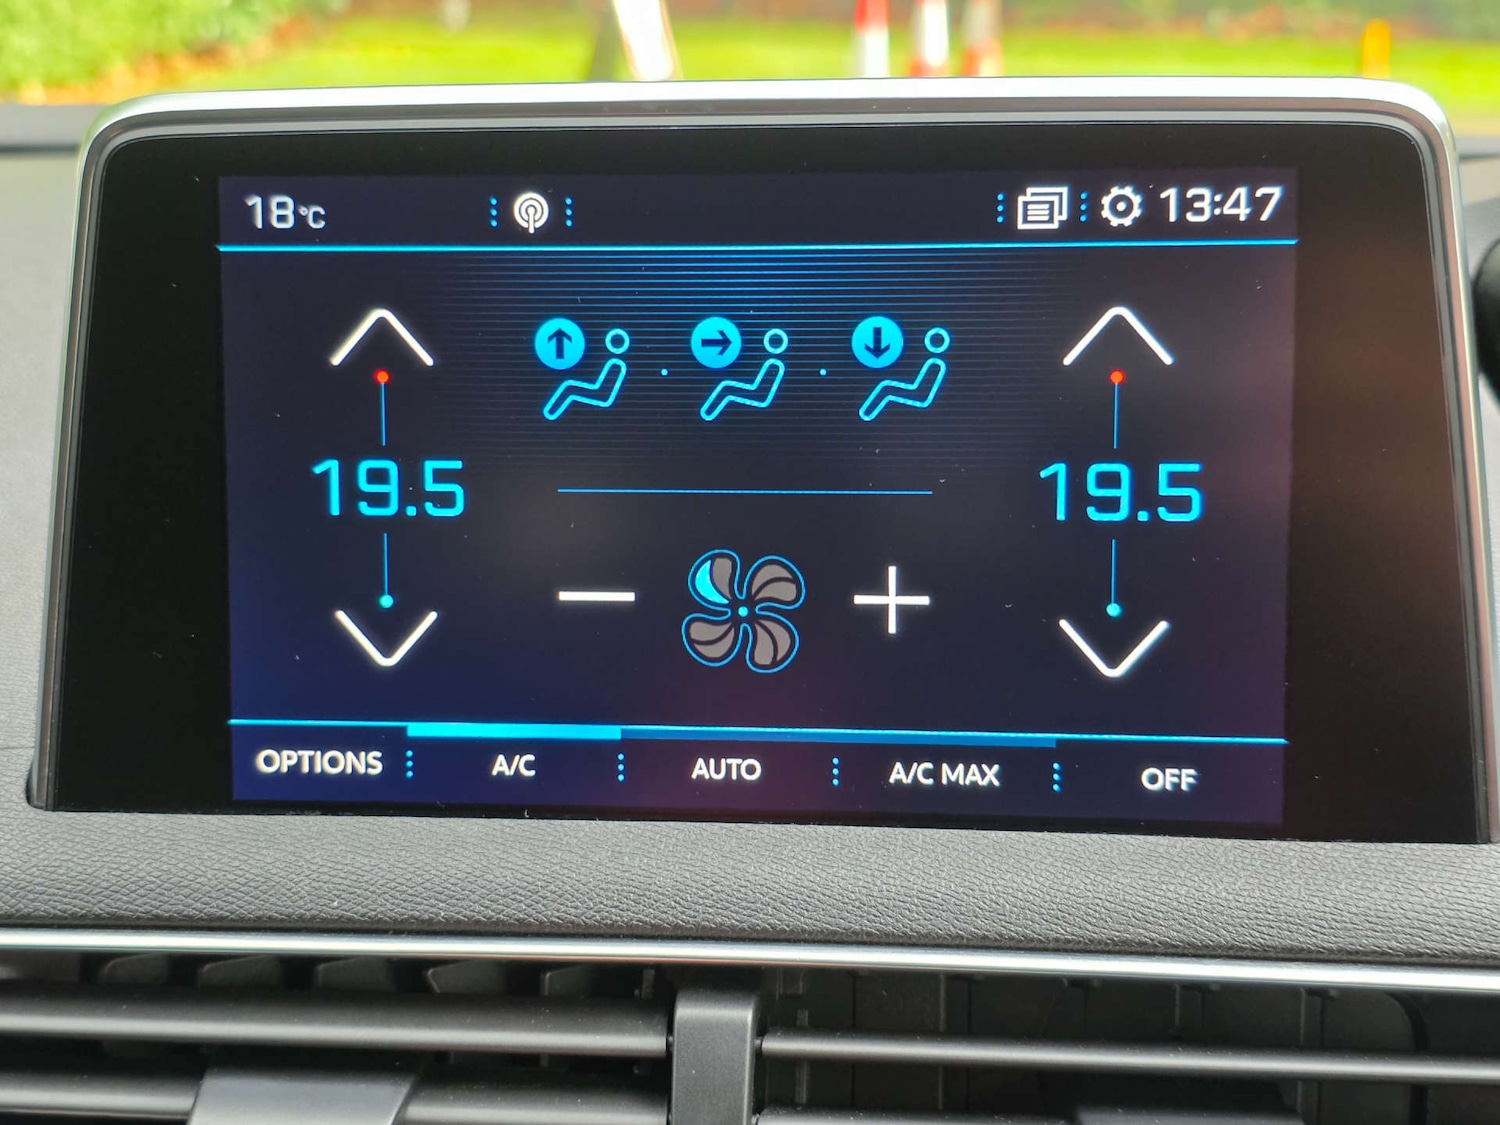 18°C 13:47
19.5 19.5
OPTIONS A/C AUTO A/C MAX OFF